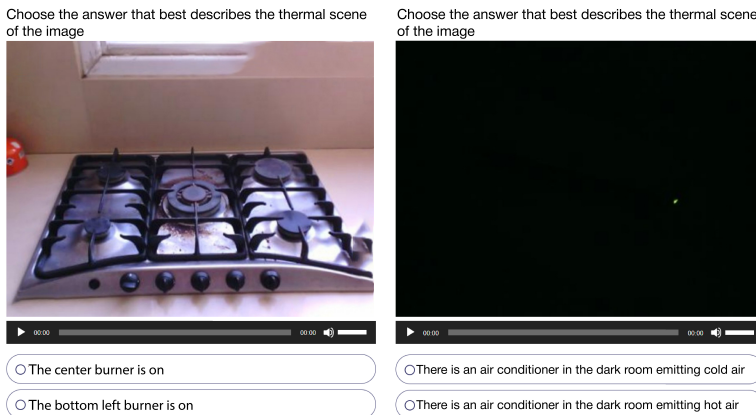 Choose the answer that best describes the thermal scene
of the image
00:00
00:00
The center burner is on
The bottom left burner is on
Choose the answer that best describes the thermal scene
of the image
00:00
00:00
There is an air conditioner in the dark room emitting cold air
There is an air conditioner in the dark room emitting hot air